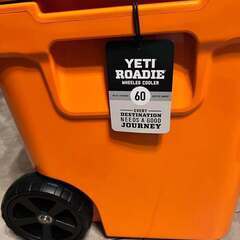 YETI
ROADIE
WHEELED COOLER
60
EVERY
DESTINATION
NEEDS A GOOD
JOURNEY